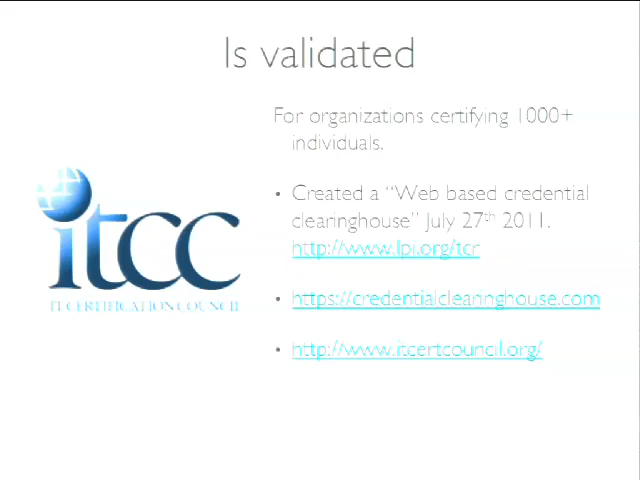 Is validated
For organizations certifying 1000+
individuals.
• Created a “Web based credential
clearinghouse” July 27th 2011.
http://www.lpi.org/tcr
• https://credentialclearinghouse.com
• http://www.itcertcouncil.org/
itcc
IT CERTIFICATION COUNCIL